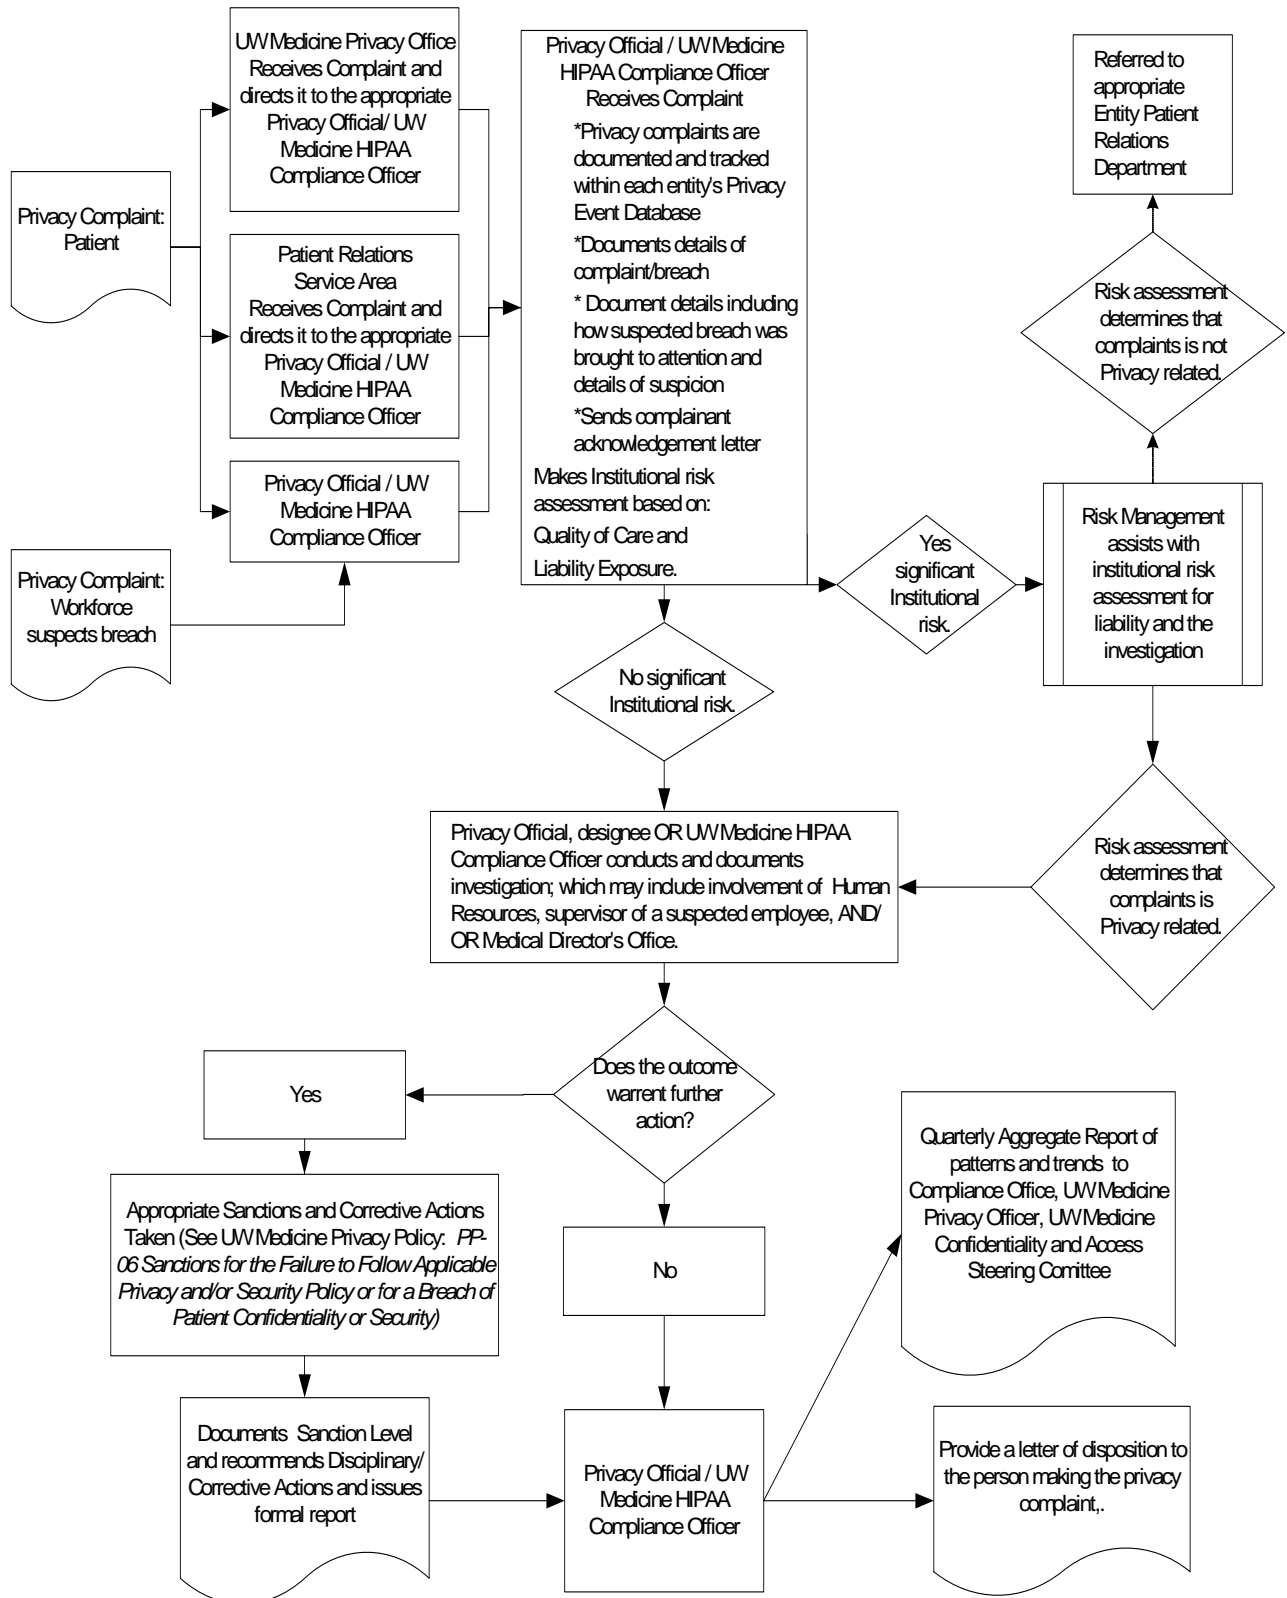 UW Medicine Privacy Office
Receives Complaint and
directs it to the appropriate
Privacy Official/ UW
Medicine HIPAA
Compliance Officer
Privacy Complaint:
Patient
Patient Relations
Service Area
Receives Complaint and
directs it to the appropriate
Privacy Official / UW
Medicine HIPAA
Compliance Officer
Privacy Official / UW
Medicine HIPAA
Compliance Officer
Privacy Complaint:
Workforce
suspects breach
Privacy Official / UW Medicine
HIPAA Compliance Officer
Receives Complaint
*Privacy complaints are
documented and tracked
within each entity's Privacy
Event Database
*Documents details of
complaint/breach
* Document details including
how suspected breach was
brought to attention and
details of suspicion
*Sends complainant
acknowledgement letter
Makes Institutional risk
assessment based on:
Quality of Care and
Liability Exposure.
Referred to
appropriate
Entity Patient
Relations
Department
Risk assessment
determines that
complaints is not
Privacy related.
Yes
significant
Institutional
risk.
Risk Management
assists with
institutional risk
assessment for
liability and the
investigation
No significant
Institutional risk.
Risk assessment
determines that
complaints is
Privacy related.
Privacy Official, designee OR UW Medicine HIPAA
Compliance Officer conducts and documents
investigation; which may include involvement of Human
Resources, supervisor of a suspected employee, AND/
OR Medical Director's Office.
Does the outcome
warrent further
action?
Yes
Appropriate Sanctions and Corrective Actions
Taken (See UW Medicine Privacy Policy: PP-
06 Sanctions for the Failure to Follow Applicable
Privacy and/or Security Policy or for a Breach of
Patient Confidentiality or Security)
No
Quarterly Aggregate Report of
patterns and trends to
Compliance Office, UW Medicine
Privacy Officer, UW Medicine
Confidentiality and Access
Steering Comittee
Documents Sanction Level
and recommends Disciplinary/
Corrective Actions and issues
formal report
Privacy Official / UW
Medicine HIPAA
Compliance Officer
Provide a letter of disposition to
the person making the privacy
complaint,.